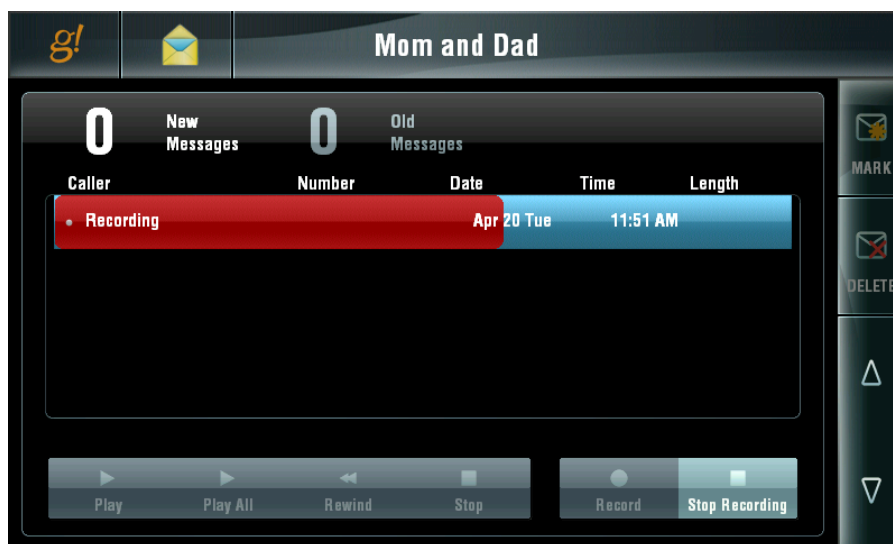 g! Mom and Dad
0 New Messages 0 Old Messages
Caller Number Date Time Length
Recording Apr 20 Tue 11:51 AM
MARK
DELETE
Play Play All Rewind Stop Record Stop Recording